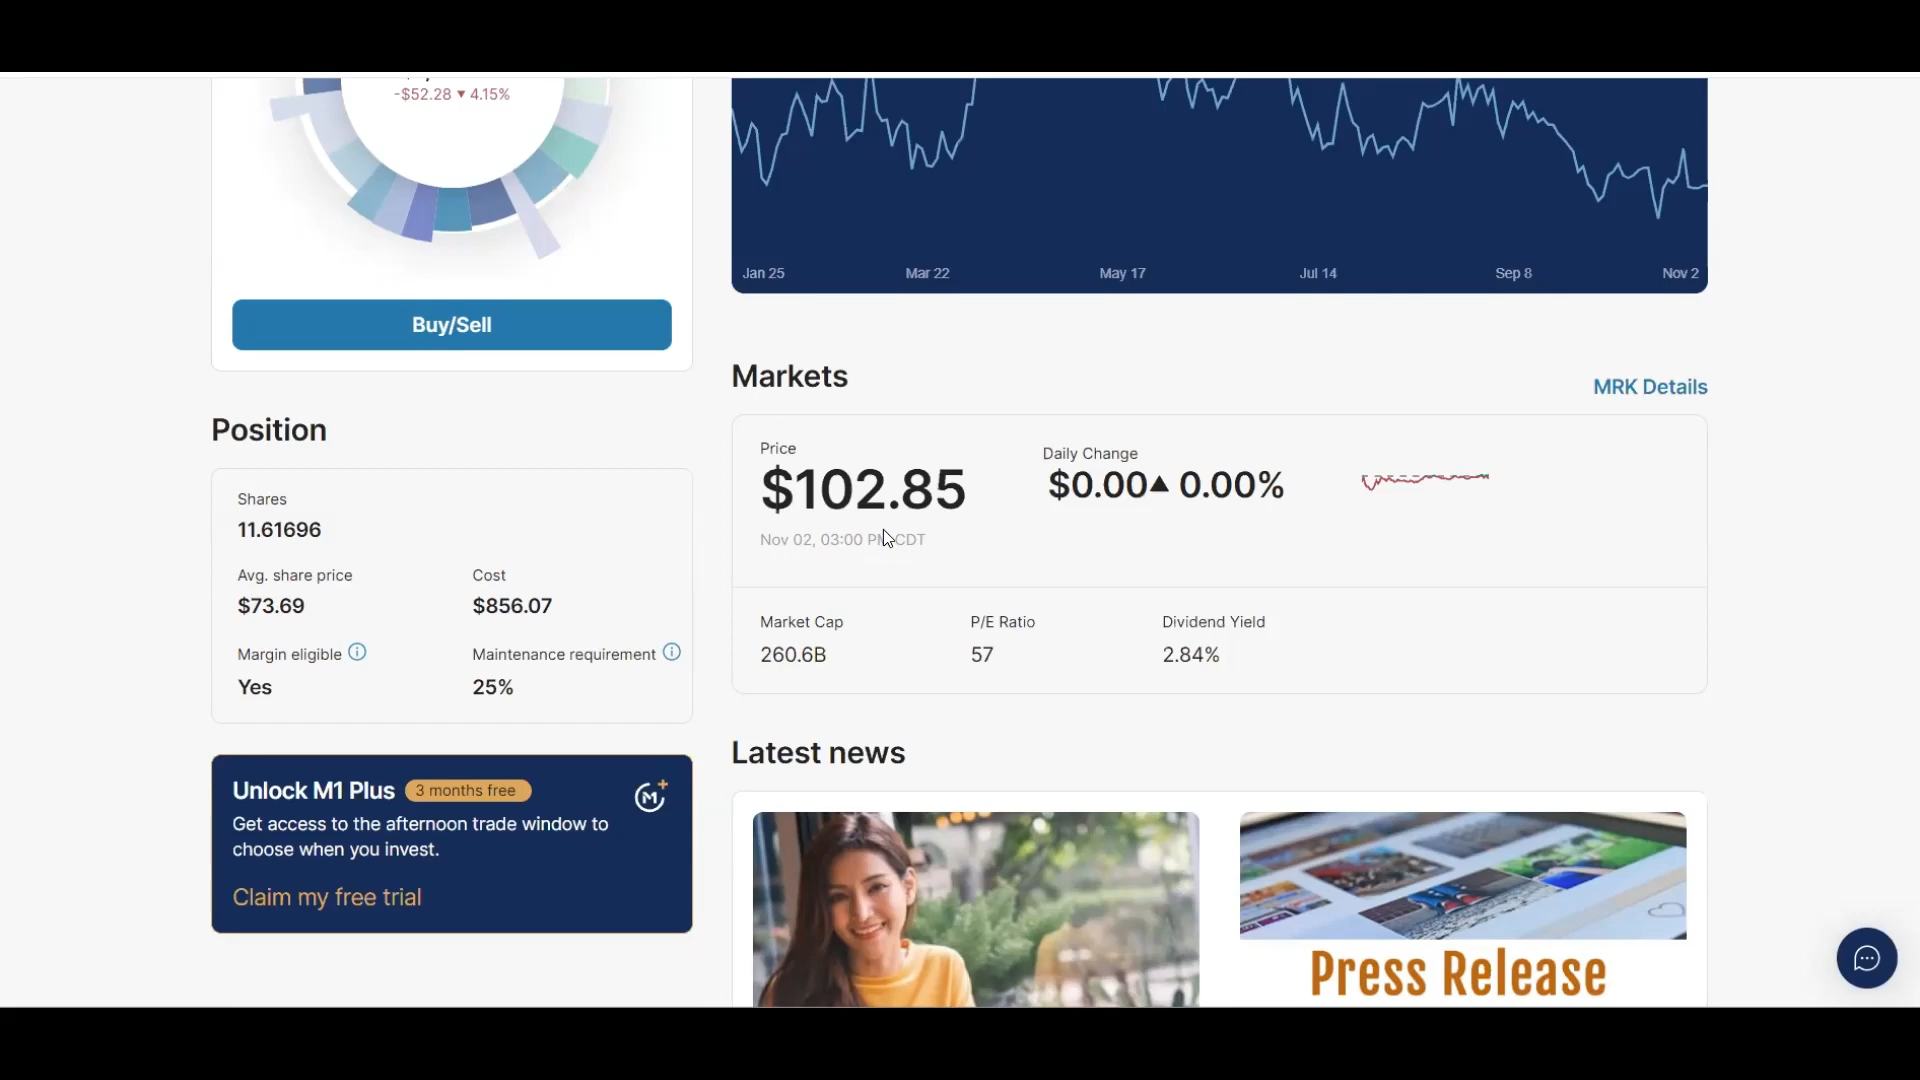 -$52.28 ▼ 4.15%
Buy/Sell
Position
Shares
11.61696
Avg. share price
$73.69
Cost
$856.07
Margin eligible
Yes
Maintenance requirement
25%
Unlock M1 Plus 3 months free
Get access to the afternoon trade window to
choose when you invest.
Claim my free trial
M
Jan 25 Mar 22 May 17 Jul 14 Sep 8 Nov 2
Markets
MRK Details
Price
$102.85
Nov 02, 03:00 PM CDT
Daily Change
$0.00▲ 0.00%
Market Cap
260.6B
P/E Ratio
57
Dividend Yield
2.84%
Latest news
Press Release